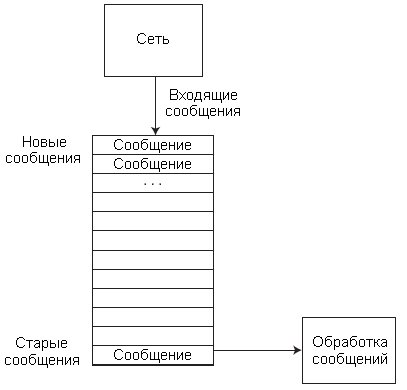 Сеть
Входящие
сообщения
Новые
сообщения
Сообщение
Сообщение
...
Старые
сообщения
Сообщение
Обработка
сообщений